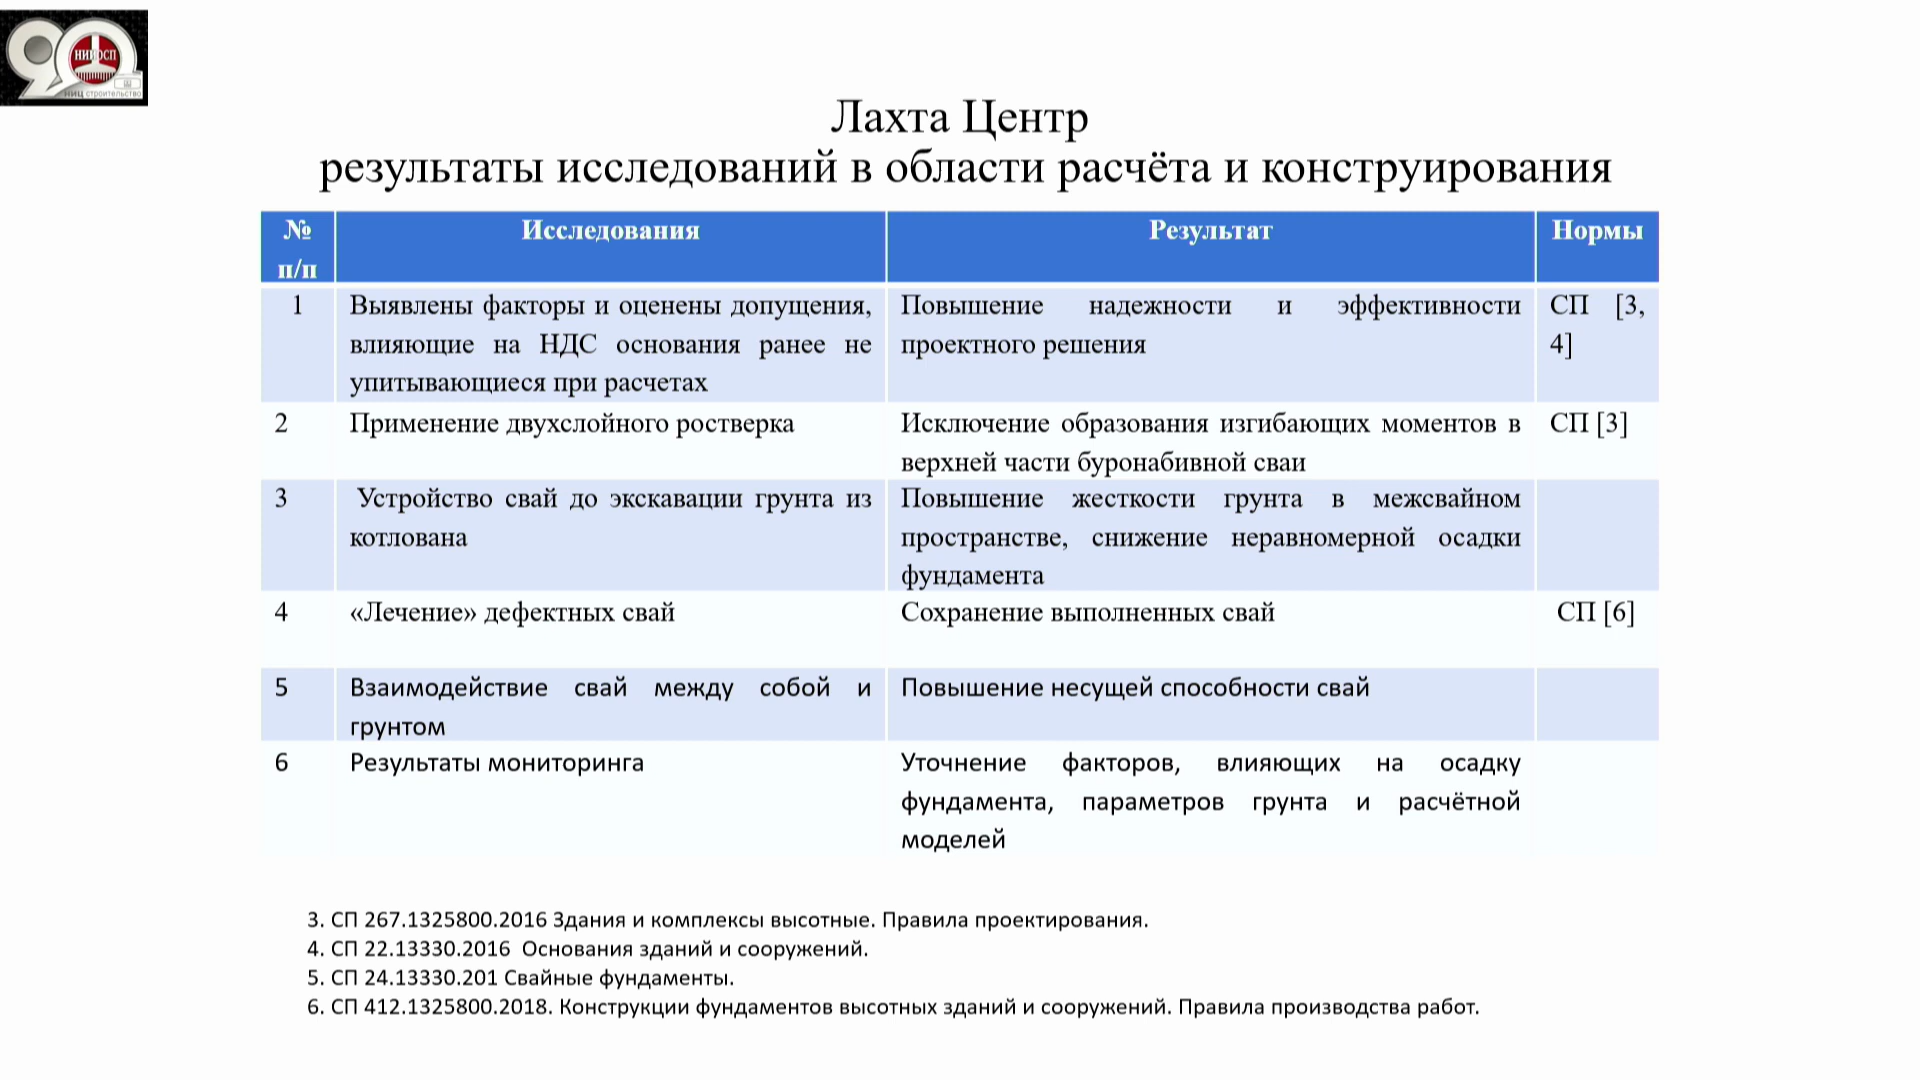 НИИОСП
НИЦ строительство
Лахта Центр
результаты исследований в области расчёта и конструирования
№ Исследования Результат Нормы
п/п
1 Выявлены факторы и оценены допущения, Повышение надежности и эффективности СП [3,
влияющие на НДС основания ранее не проектного решения 4]
упитывающиеся при расчетах
2 Применение двухслойного ростверка Исключение образования изгибающих моментов в СП [3]
верхней части буронабивной сваи
3 Устройство свай до экскавации грунта из Повышение жесткости грунта в межсвайном
котлована пространстве, снижение неравномерной осадки
фундамента
4 «Лечение» дефектных свай Сохранение выполненных свай СП [6]
5 Взаимодействие свай между собой и Повышение несущей способности свай
грунтом
6 Результаты мониторинга Уточнение факторов, влияющих на осадку
фундамента, параметров грунта и расчётной
моделей
3. СП 267.1325800.2016 Здания и комплексы высотные. Правила проектирования.
4. СП 22.13330.2016 Основания зданий и сооружений.
5. СП 24.13330.201 Свайные фундаменты.
6. СП 412.1325800.2018. Конструкции фундаментов высотных зданий и сооружений. Правила производства работ.